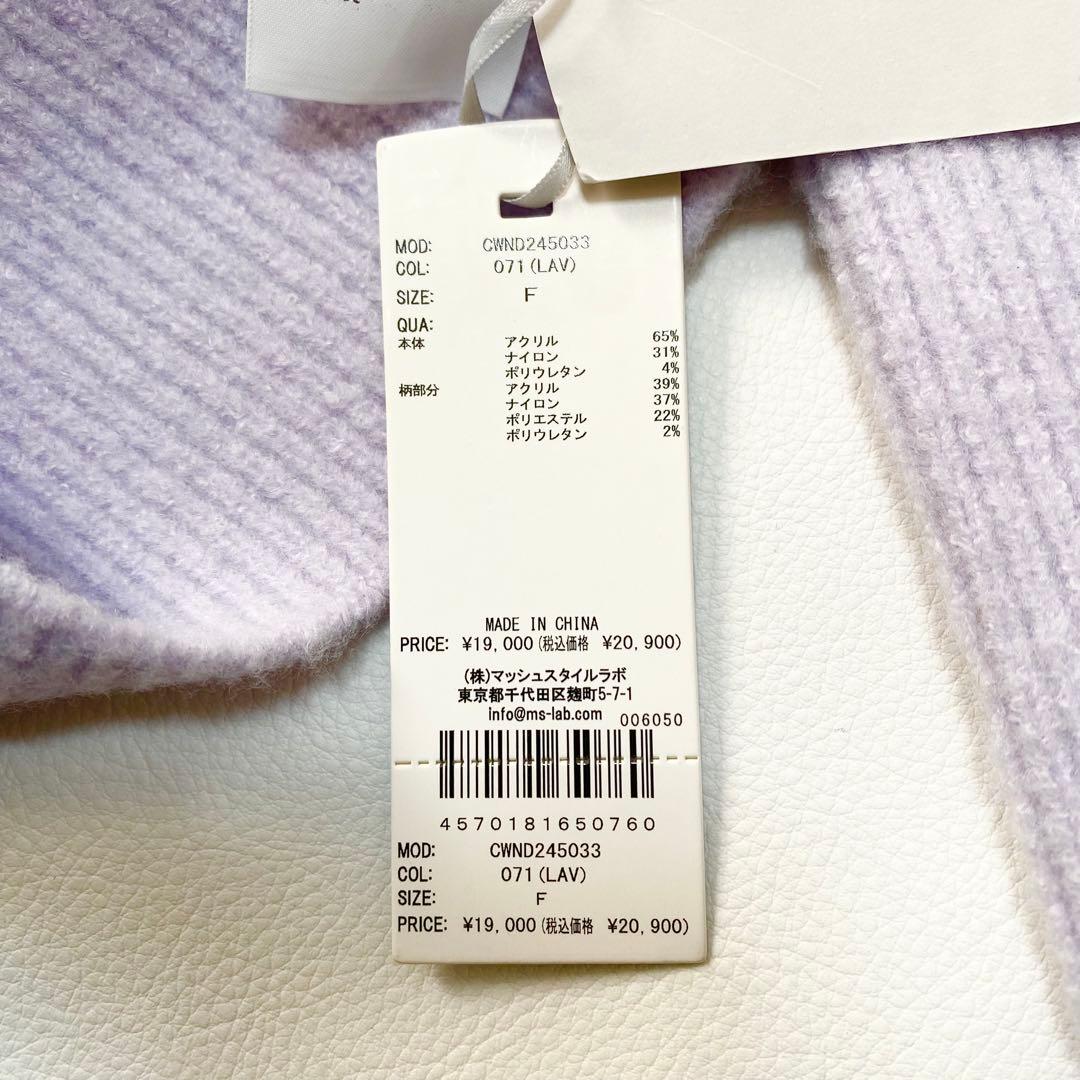 MOD: CWND245033
COL: 071(LAV)
SIZE: F
QUA:
本体 アクリル 65%
ナイロン 31%
ポリウレタン 4%
柄部分 アクリル 39%
ナイロン 37%
ポリエステル 22%
ポリウレタン 2%
MADE IN CHINA
PRICE: ¥19,000(税込価格 ¥20,900)
(株)マッシュスタイルラボ
東京都千代田区麹町5-7-1
info@ms-lab.com 006050
4570181650760
MOD: CWND245033
COL: 071(LAV)
SIZE: F
PRICE: ¥19,000(税込価格 ¥20,900)